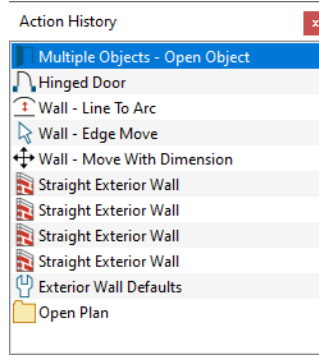 Action History
x
Multiple Objects - Open Object
Hinged Door
Wall - Line To Arc
Wall - Edge Move
Wall - Move With Dimension
Straight Exterior Wall
Straight Exterior Wall
Straight Exterior Wall
Straight Exterior Wall
Exterior Wall Defaults
Open Plan